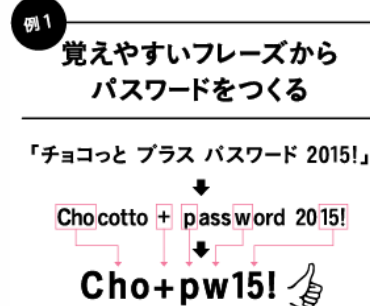 例1
覚えやすいフレーズから
パスワードをつくる
「チョコっと プラス パスワード 2015!」
Chocotto + password 2015!
Cho+pw15!